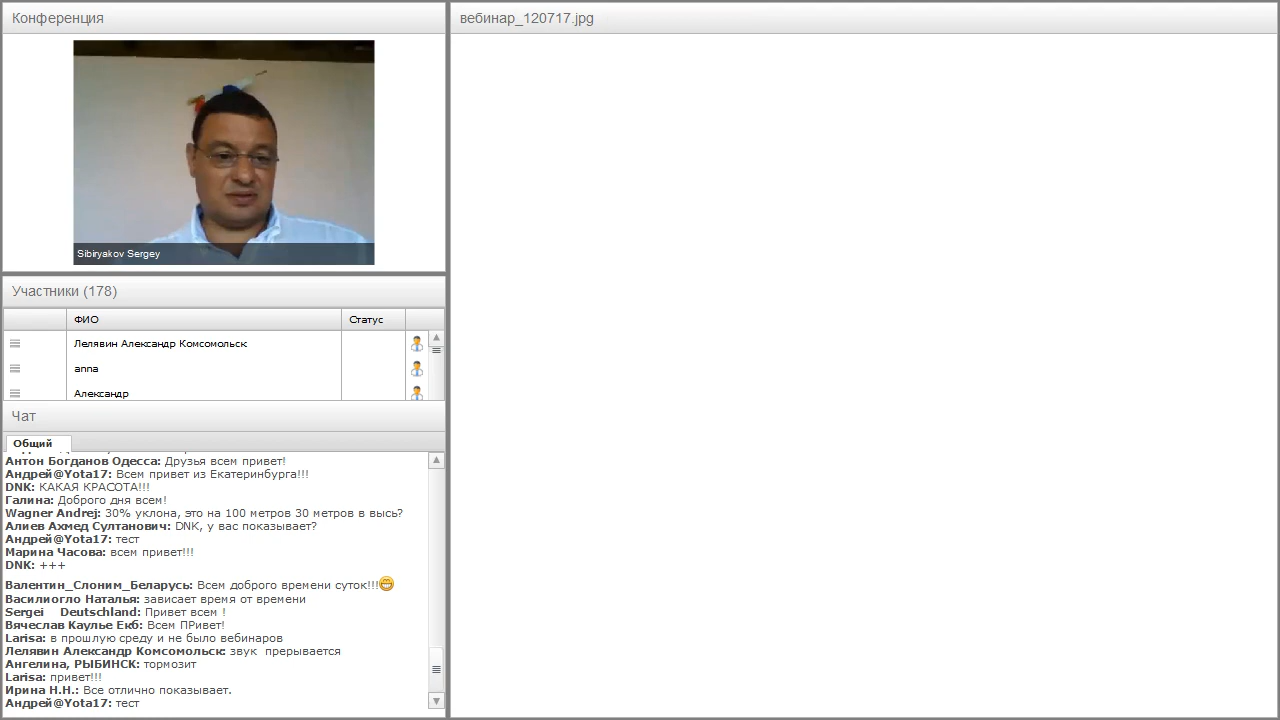 Конференция
вебинар_120717.jpg
Sibiryakov Sergey
Участники (178)
ФИО
Статус
Лелявин Александр Комсомольск
anna
Александр
Чат
Общий
Антон Богданов Одесса: Друзья всем привет!
Андрей@Yota17: Всем привет из Екатеринбурга!!!
DNK: КАКАЯ КРАСОТА!!!
Галина: Доброго дня всем!
Wagner Andrej: 30% уклона, это на 100 метров 30 метров в высь?
Алиев Ахмед Султанович: DNK, у вас показывает?
Андрей@Yota17: тест
Марина Часова: всем привет!!!
DNK: +++
Валентин_Слоним_Беларусь: Всем доброго времени суток!!!
Василиогло Наталья: зависает время от времени
Sergei Deutschland: Привет всем !
Вячеслав Каулье Екб: Всем ПРивет!
Larisa: в прошлую среду и не было вебинаров
Лелявин Александр Комсомольск: звук прерывается
Ангелина, РЫБИНСК: тормозит
Larisa: привет!!!
Ирина Н.Н.: Все отлично показывает.
Андрей@Yota17: тест